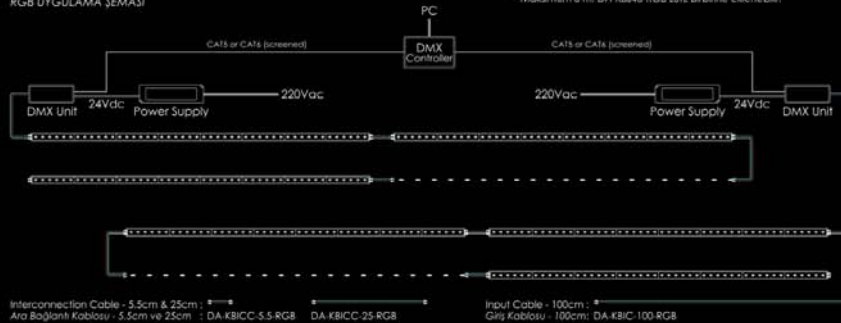 RGB UYGULAMA ŞEMASI
PC
CAT5 or CAT6 (screened)
DMX
Controller
CAT5 or CAT6 (screened)
DMX Unit
24Vdc
Power Supply
220Vac
220Vac
Power Supply
24Vdc
DMX Unit
Interconnection Cable - 5.5cm & 25cm :
Ara Bağlantı Kablosu - 5.5cm ve 25cm : DA-KBICC-5.5-RGB DA-KBICC-25-RGB
Input Cable - 100cm :
Giriş Kablosu - 100cm: DA-KBIC-100-RGB